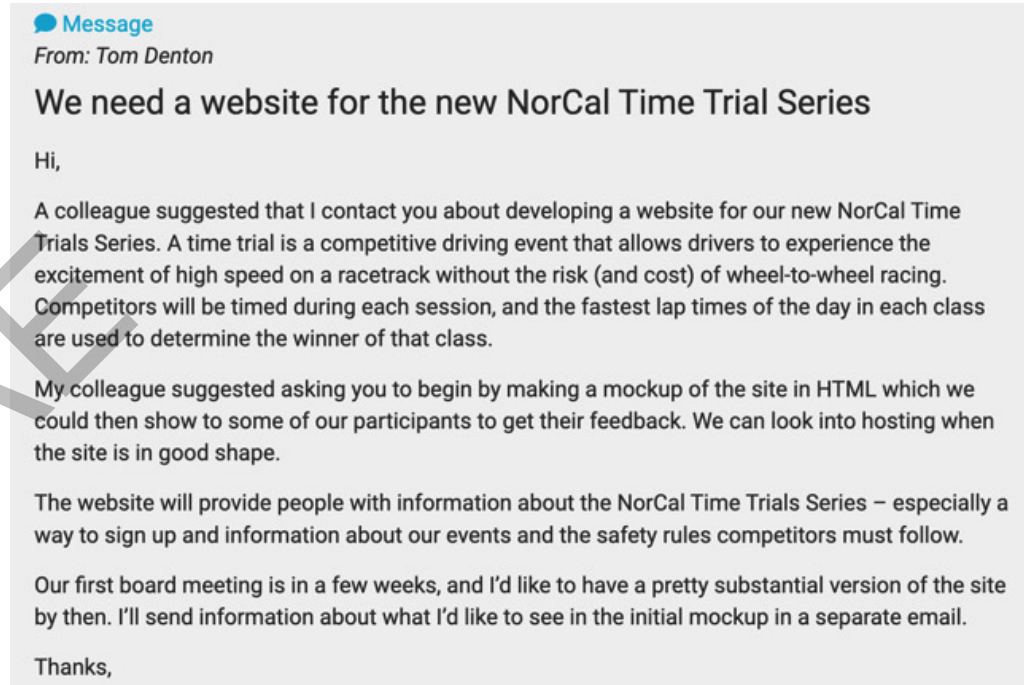 Message
From: Tom Denton
We need a website for the new NorCal Time Trial Series
Hi,
A colleague suggested that I contact you about developing a website for our new NorCal Time
Trials Series. A time trial is a competitive driving event that allows drivers to experience the
excitement of high speed on a racetrack without the risk (and cost) of wheel-to-wheel racing.
Competitors will be timed during each session, and the fastest lap times of the day in each class
are used to determine the winner of that class.
My colleague suggested asking you to begin by making a mockup of the site in HTML which we
could then show to some of our participants to get their feedback. We can look into hosting when
the site is in good shape.
The website will provide people with information about the NorCal Time Trials Series – especially a
way to sign up and information about our events and the safety rules competitors must follow.
Our first board meeting is in a few weeks, and I'd like to have a pretty substantial version of the site
by then. I'll send information about what I'd like to see in the initial mockup in a separate email.
Thanks,